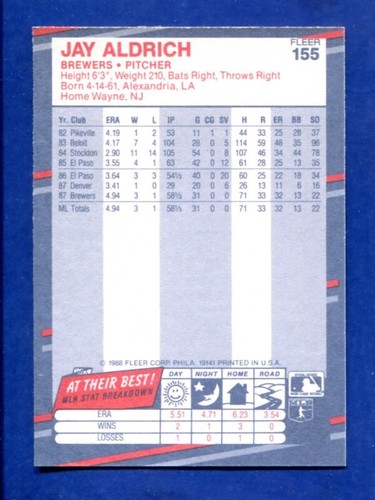 FLEER
155
JAY ALDRICH
BREWERS • PITCHER
Height 6'3", Weight 210, Bats Right, Throws Right
Born 4-14-61, Alexandria, LA
Home Wayne, NJ
Yr. Club ERA W L IP G CG SV H R ER BB SO
82 Pikeville 4.19 1 2 53 11 1 1 44 33 25 28 37
83 Beloit 4.17 7 4 104 28 0 5 114 59 48 35 96
84 Stockton 2.90 11 14 105 54 0 8 107 46 34 44 78
85 El Paso 3.55 4 1 63 42 0 12
86 El Paso 3 3 54⅓ 40 0 20 60 25 22 16 34
87 Denver 3.41 0 1 29 20 0 6 26 13 11 8 16
87 Brewers 4.94 3 1 58⅓ 31 0 0 71 33 32 13 22
ML Totals 4.94 3 1 58⅓ 31 0 0 71 33 32 13 22
© 1988 FLEER CORP. PHILA. 19141 PRINTED IN U.S.A.
AT THEIR BEST!
MLB STAT BREAKDOWN
DAY NIGHT HOME ROAD
ERA 5.51 4.71 6.23 3.54
WINS 2 1 3 0
LOSSES 1 0 0 1